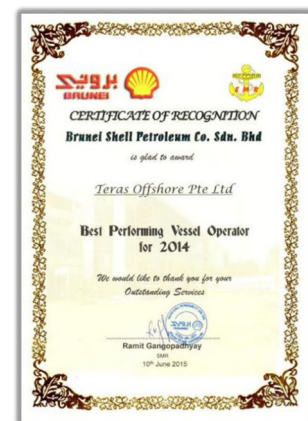 بروني
BRUNEI
CERTIFICATE OF RECOGNITION
Brunei Shell Petroleum Co. Sdn. Bhd
is glad to award
Teras Offshore Pte Ltd
Best Performing Vessel Operator
for 2014
We would like to thank you for your
Outstanding Services
Ramit Gangopadhyay
SMR
10th June 2015